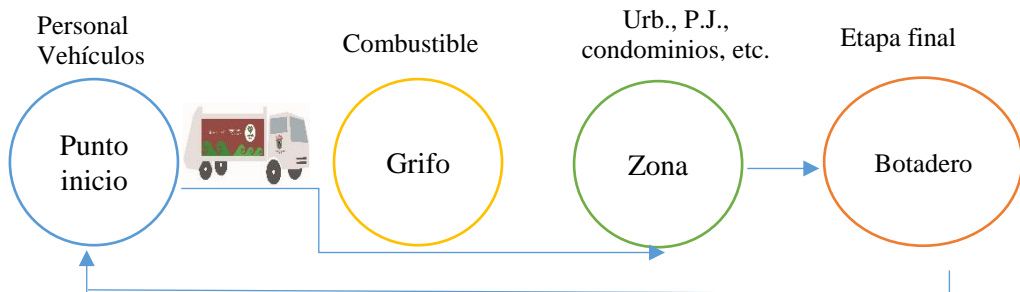 Personal
Vehículos
Combustible
Urb., P.J.,
condominios, etc.
Etapa final
Punto
inicio
Grifo
Zona
Botadero